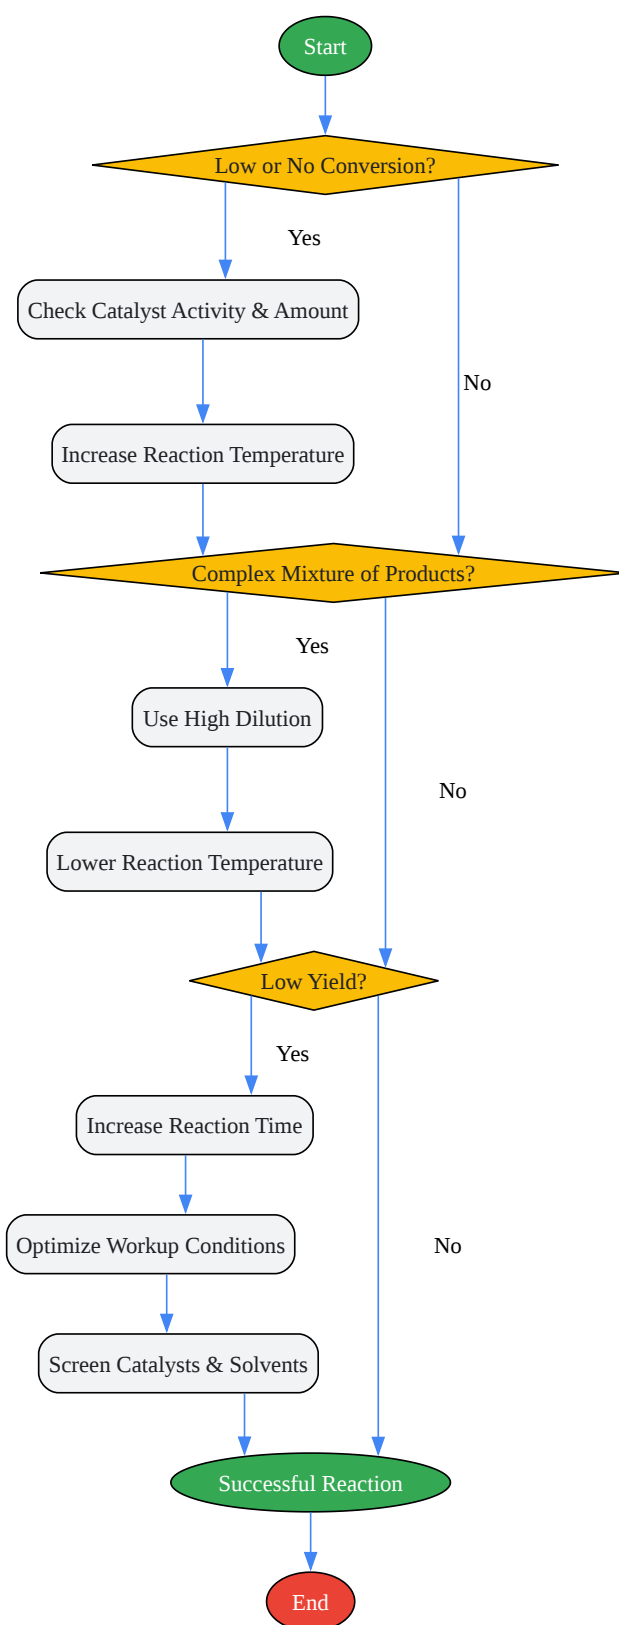 Start
Low or No Conversion?
Yes
Check Catalyst Activity & Amount
No
Increase Reaction Temperature
Complex Mixture of Products?
Yes
Use High Dilution
No
Lower Reaction Temperature
Low Yield?
Yes
Increase Reaction Time
Optimize Workup Conditions
No
Screen Catalysts & Solvents
Successful Reaction
End